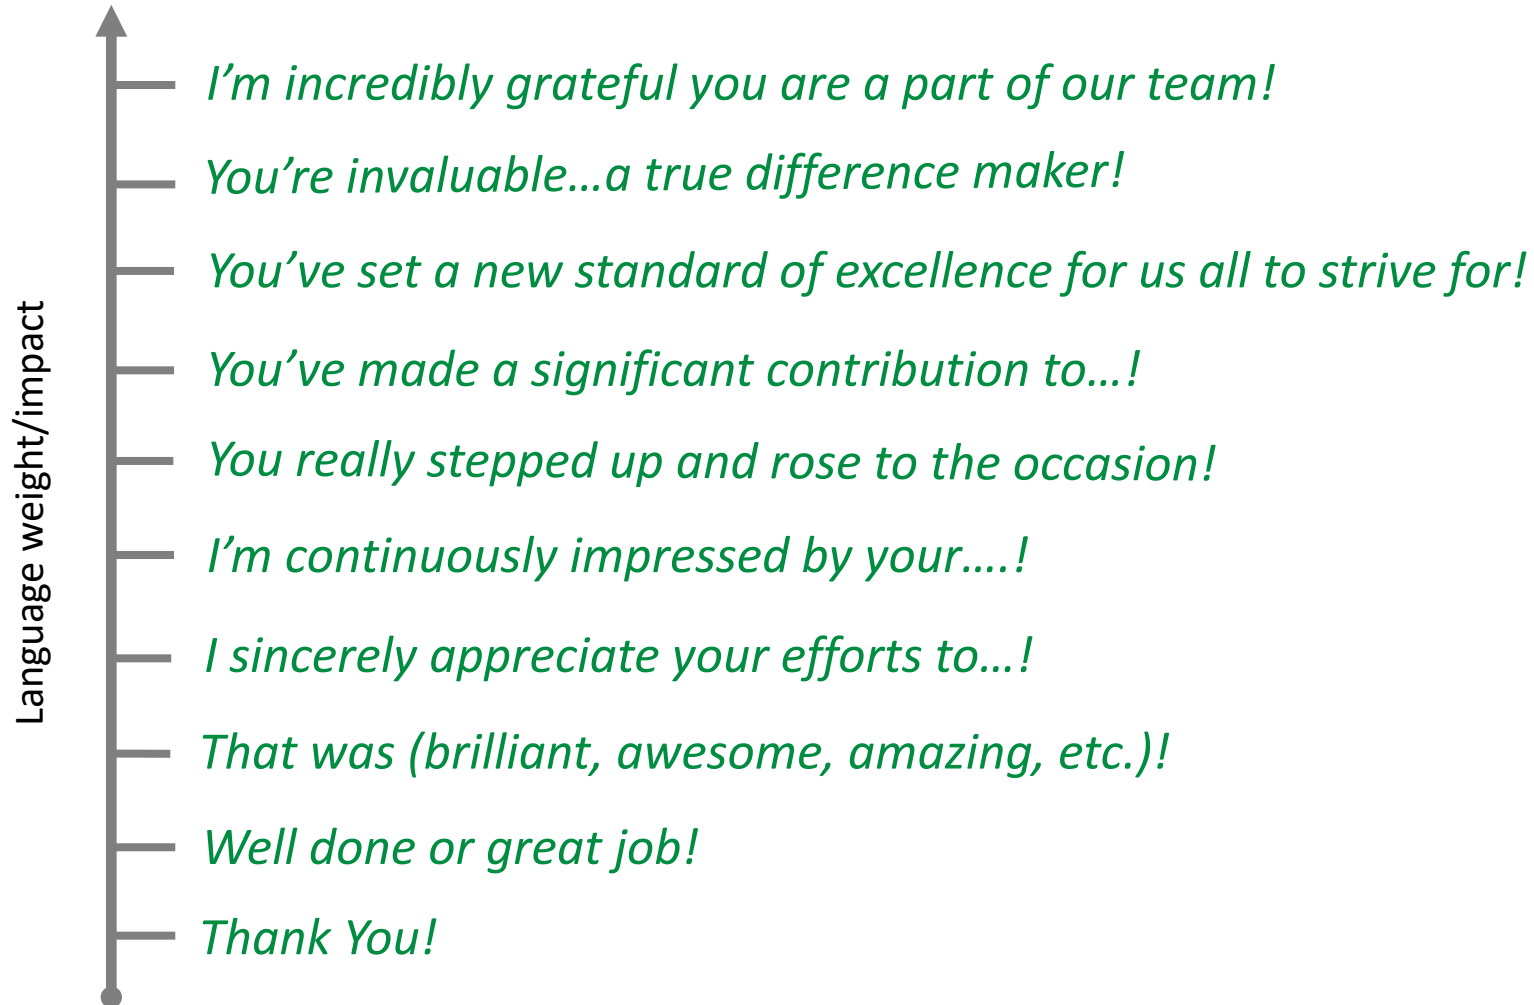 I’m incredibly grateful you are a part of our team!
You’re invaluable…a true difference maker!
You’ve set a new standard of excellence for us all to strive for!
You’ve made a significant contribution to…!
You really stepped up and rose to the occasion!
I’m continuously impressed by your….!
I sincerely appreciate your efforts to…!
That was (brilliant, awesome, amazing, etc.)!
Well done or great job!
Thank You!
Language weight/impact